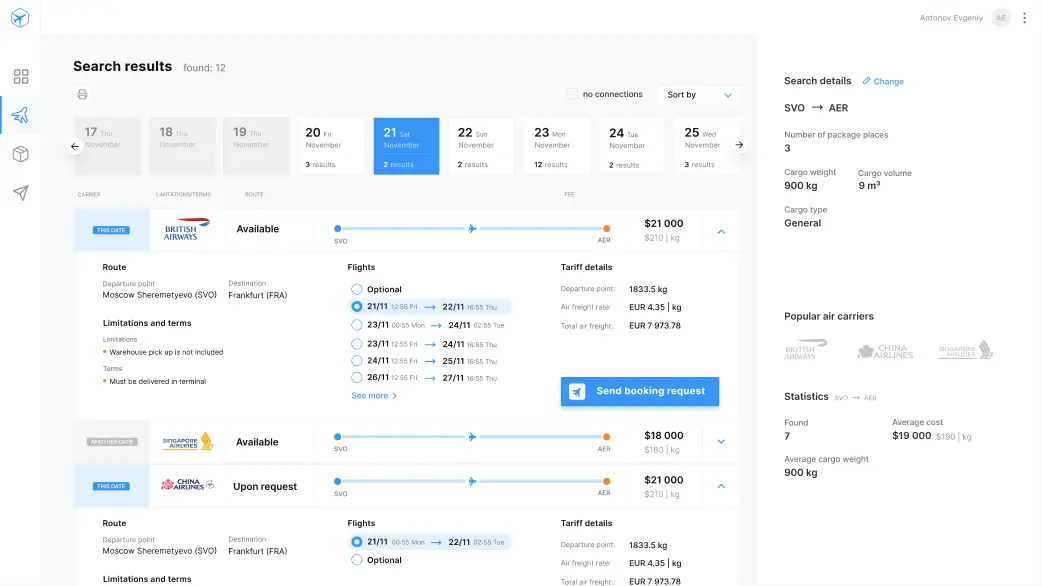 Antonov Evgeniy AE
Search results found: 12
no connections Sort by
17 Thu November
18 Thu November
19 Thu November
20 Fri November 3 results
21 Sat November 2 results
22 Sun November 2 results
23 Mon November 12 results
24 Tue November 2 results
25 Wed November 3 results
CARRIER LIMITATIONS/TERMS ROUTE FEE
THIS DATE BRITISH AIRWAYS Available SVO AER $21 000 $210 | kg
Route
Departure point Destination
Moscow Sheremetyevo (SVO) Frankfurt (FRA)
Limitations and terms
Limitations
* Warehouse pick up is not included
Terms
* Must be delivered in terminal
Flights
Optional
21/11 12:55 Fri → 22/11 16:55 Thu
23/11 00:55 Mon → 24/11 02:55 Tue
23/11 12:55 Fri → 24/11 16:55 Thu
24/11 12:55 Fri → 25/11 16:55 Thu
26/11 12:55 Fri → 27/11 16:55 Thu
See more >
Tariff details
Departure point: 1833.5 kg
Air freight rate: EUR 4.35 | kg
Total air freight: EUR 7 973.78
Send booking request
ANOTHER DATE SINGAPORE AIRLINES Available SVO AER $18 000 $180 | kg
THIS DATE CHINA AIRLINES Upon request SVO AER $21 000 $210 | kg
Route
Departure point Destination
Moscow Sheremetyevo (SVO) Frankfurt (FRA)
Limitations and terms
Flights
21/11 00:55 Mon → 22/11 02:55 Tue
Optional
Tariff details
Departure point: 1833.5 kg
Air freight rate: EUR 4.35 | kg
Total air freight: EUR 7 973.78
Search details Change
SVO → AER
Number of package places
3
Cargo weight Cargo volume
900 kg 9 m³
Cargo type
General
Popular air carriers
BRITISH AIRWAYS CHINA AIRLINES SINGAPORE AIRLINES
Statistics SVO → AER
Found Average cost
7 $19 000 $190 | kg
Average cargo weight
900 kg